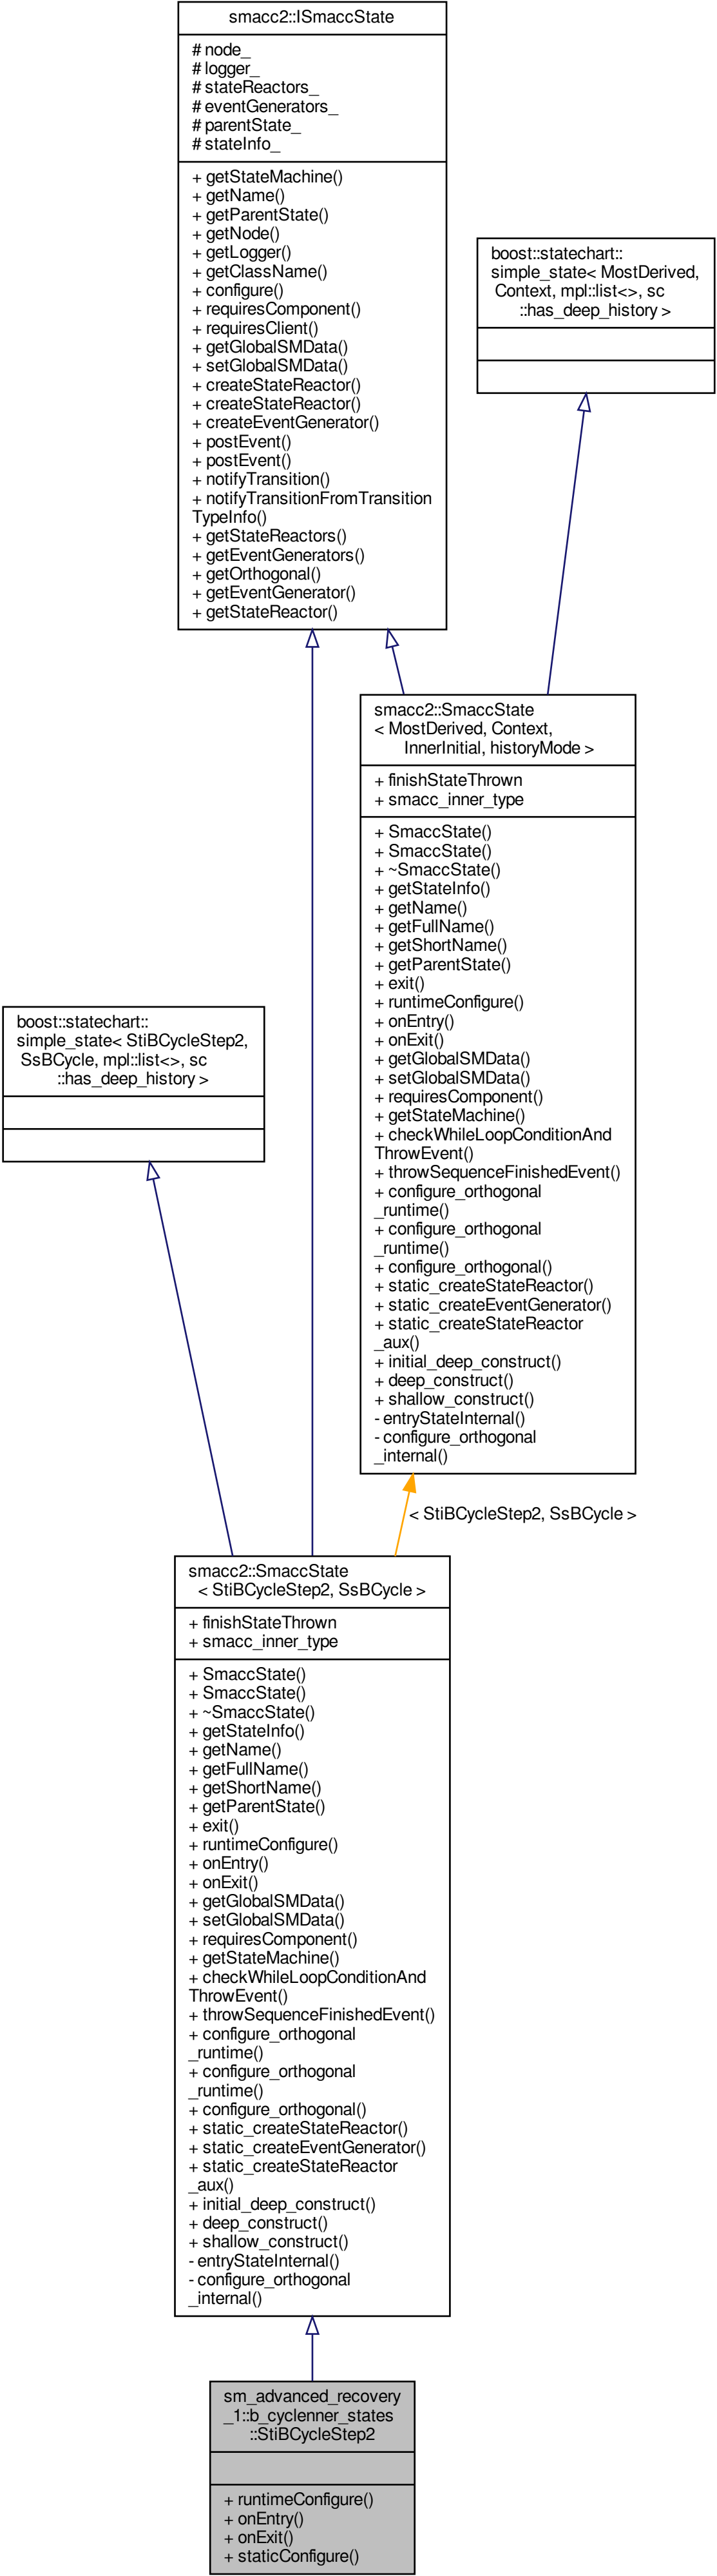 smacc2::ISmaccState
# node_
# logger_
# stateReactors_
# eventGenerators_
# parentState_
# stateInfo_
+ getStateMachine()
+ getName()
+ getParentState()
+ getNode()
+ getLogger()
+ getClassName()
+ configure()
+ requiresComponent()
+ requiresClient()
+ getGlobalSMData()
+ setGlobalSMData()
+ createStateReactor()
+ createStateReactor()
+ createEventGenerator()
+ postEvent()
+ postEvent()
+ notifyTransition()
+ notifyTransitionFromTransition
TypeInfo()
+ getStateReactors()
+ getEventGenerators()
+ getOrthogonal()
+ getEventGenerator()
+ getStateReactor()
boost::statechart::
simple_state< MostDerived,
Context, mpl::list<>, sc
::has_deep_history >
smacc2::SmaccState
< MostDerived, Context,
InnerInitial, historyMode >
+ finishStateThrown
+ smacc_inner_type
+ SmaccState()
+ SmaccState()
+ ~SmaccState()
+ getStateInfo()
+ getName()
+ getFullName()
+ getShortName()
+ getParentState()
+ exit()
+ runtimeConfigure()
+ onEntry()
+ onExit()
+ getGlobalSMData()
+ setGlobalSMData()
+ requiresComponent()
+ getStateMachine()
+ checkWhileLoopConditionAnd
ThrowEvent()
+ throwSequenceFinishedEvent()
+ configure_orthogonal
_runtime()
+ configure_orthogonal
_runtime()
+ configure_orthogonal()
+ static_createStateReactor()
+ static_createEventGenerator()
+ static_createStateReactor
_aux()
+ initial_deep_construct()
+ deep_construct()
+ shallow_construct()
- entryStateInternal()
- configure_orthogonal
_internal()
boost::statechart::
simple_state< StiBCycleStep2,
SsBCycle, mpl::list<>, sc
::has_deep_history >
< StiBCycleStep2, SsBCycle >
smacc2::SmaccState
< StiBCycleStep2, SsBCycle >
+ finishStateThrown
+ smacc_inner_type
+ SmaccState()
+ SmaccState()
+ ~SmaccState()
+ getStateInfo()
+ getName()
+ getFullName()
+ getShortName()
+ getParentState()
+ exit()
+ runtimeConfigure()
+ onEntry()
+ onExit()
+ getGlobalSMData()
+ setGlobalSMData()
+ requiresComponent()
+ getStateMachine()
+ checkWhileLoopConditionAnd
ThrowEvent()
+ throwSequenceFinishedEvent()
+ configure_orthogonal
_runtime()
+ configure_orthogonal
_runtime()
+ configure_orthogonal()
+ static_createStateReactor()
+ static_createEventGenerator()
+ static_createStateReactor
_aux()
+ initial_deep_construct()
+ deep_construct()
+ shallow_construct()
- entryStateInternal()
- configure_orthogonal
_internal()
sm_advanced_recovery
_1::b_cyclenner_states
::StiBCycleStep2
+ runtimeConfigure()
+ onEntry()
+ onExit()
+ staticConfigure()